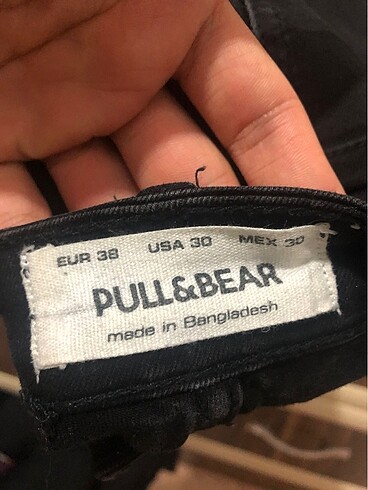 EUR 38 USA 30 MEX 30
PULL&BEAR
made in Bangladesh